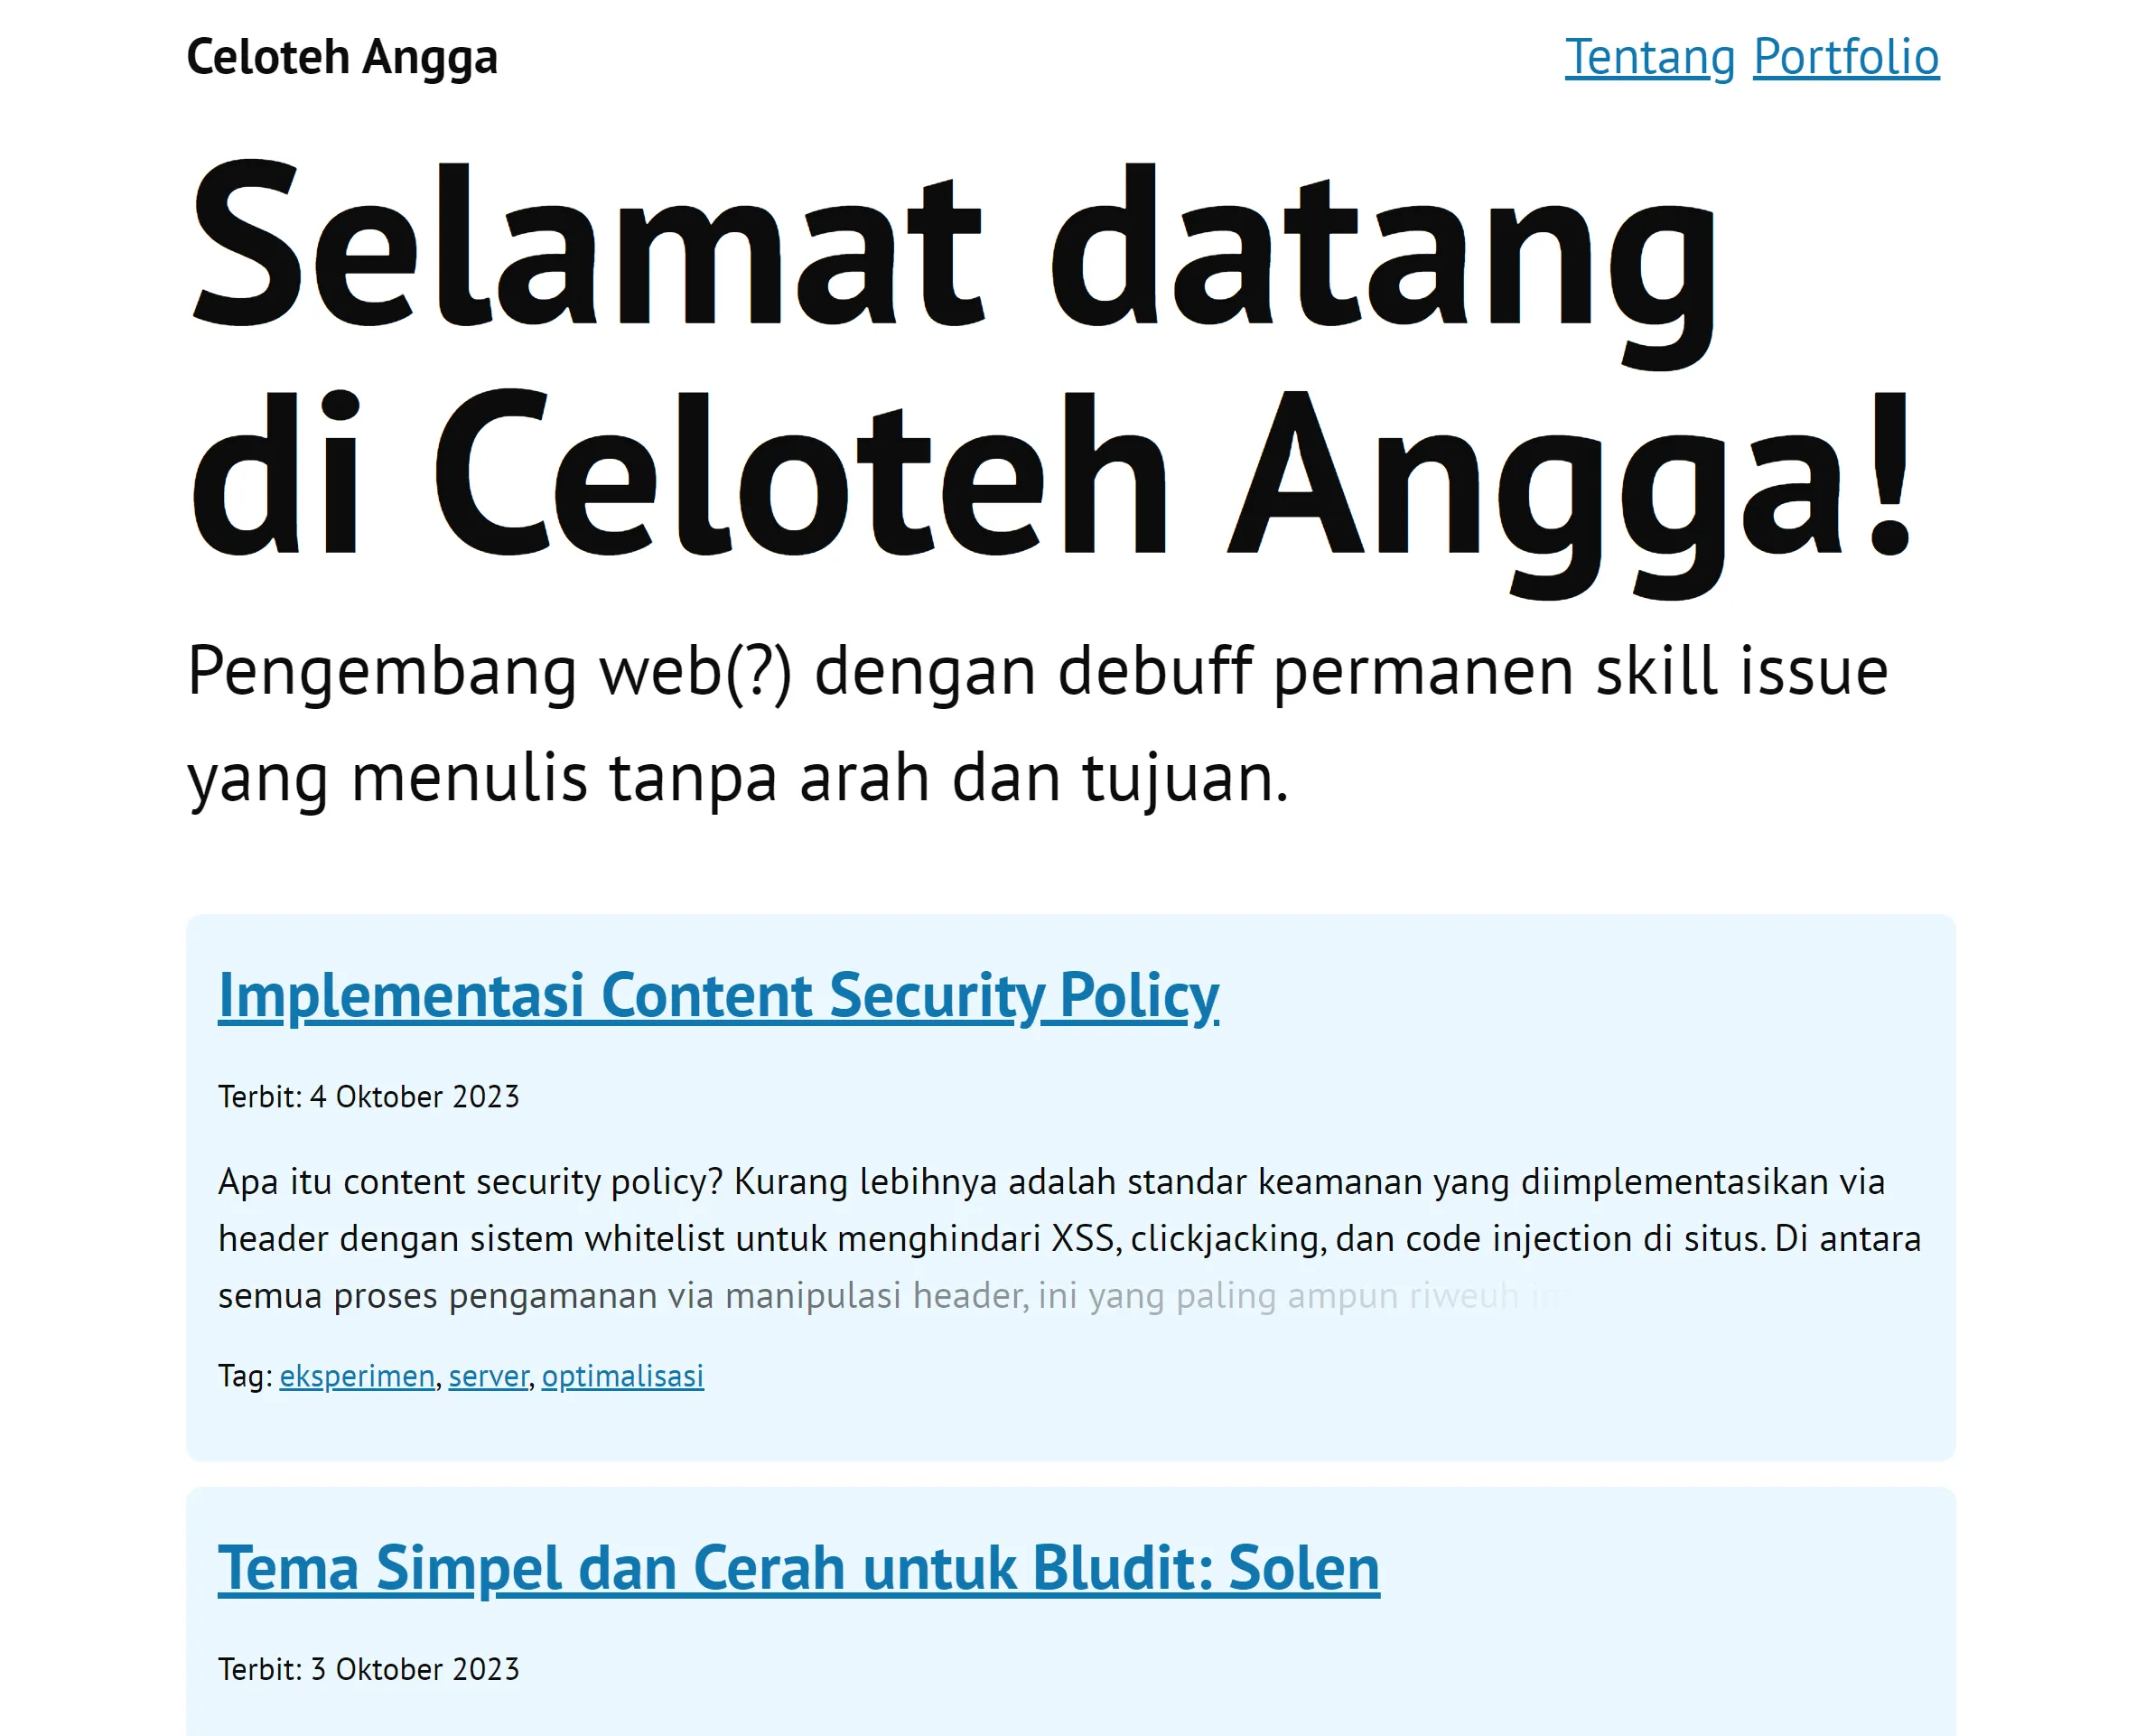 Celoteh Angga
Tentang Portfolio
Selamat datang
di Celoteh Angga!
Pengembang web(?) dengan debuff permanen skill issue
yang menulis tanpa arah dan tujuan.
Implementasi Content Security Policy
Terbit: 4 Oktober 2023
Apa itu content security policy? Kurang lebihnya adalah standar keamanan yang diimplementasikan via
header dengan sistem whitelist untuk menghindari XSS, clickjacking, dan code injection di situs. Di antara
semua proses pengamanan via manipulasi header, ini yang paling ampun riweuh
Tag: eksperimen, server, optimalisasi
Tema Simpel dan Cerah untuk Bludit: Solen
Terbit: 3 Oktober 2023